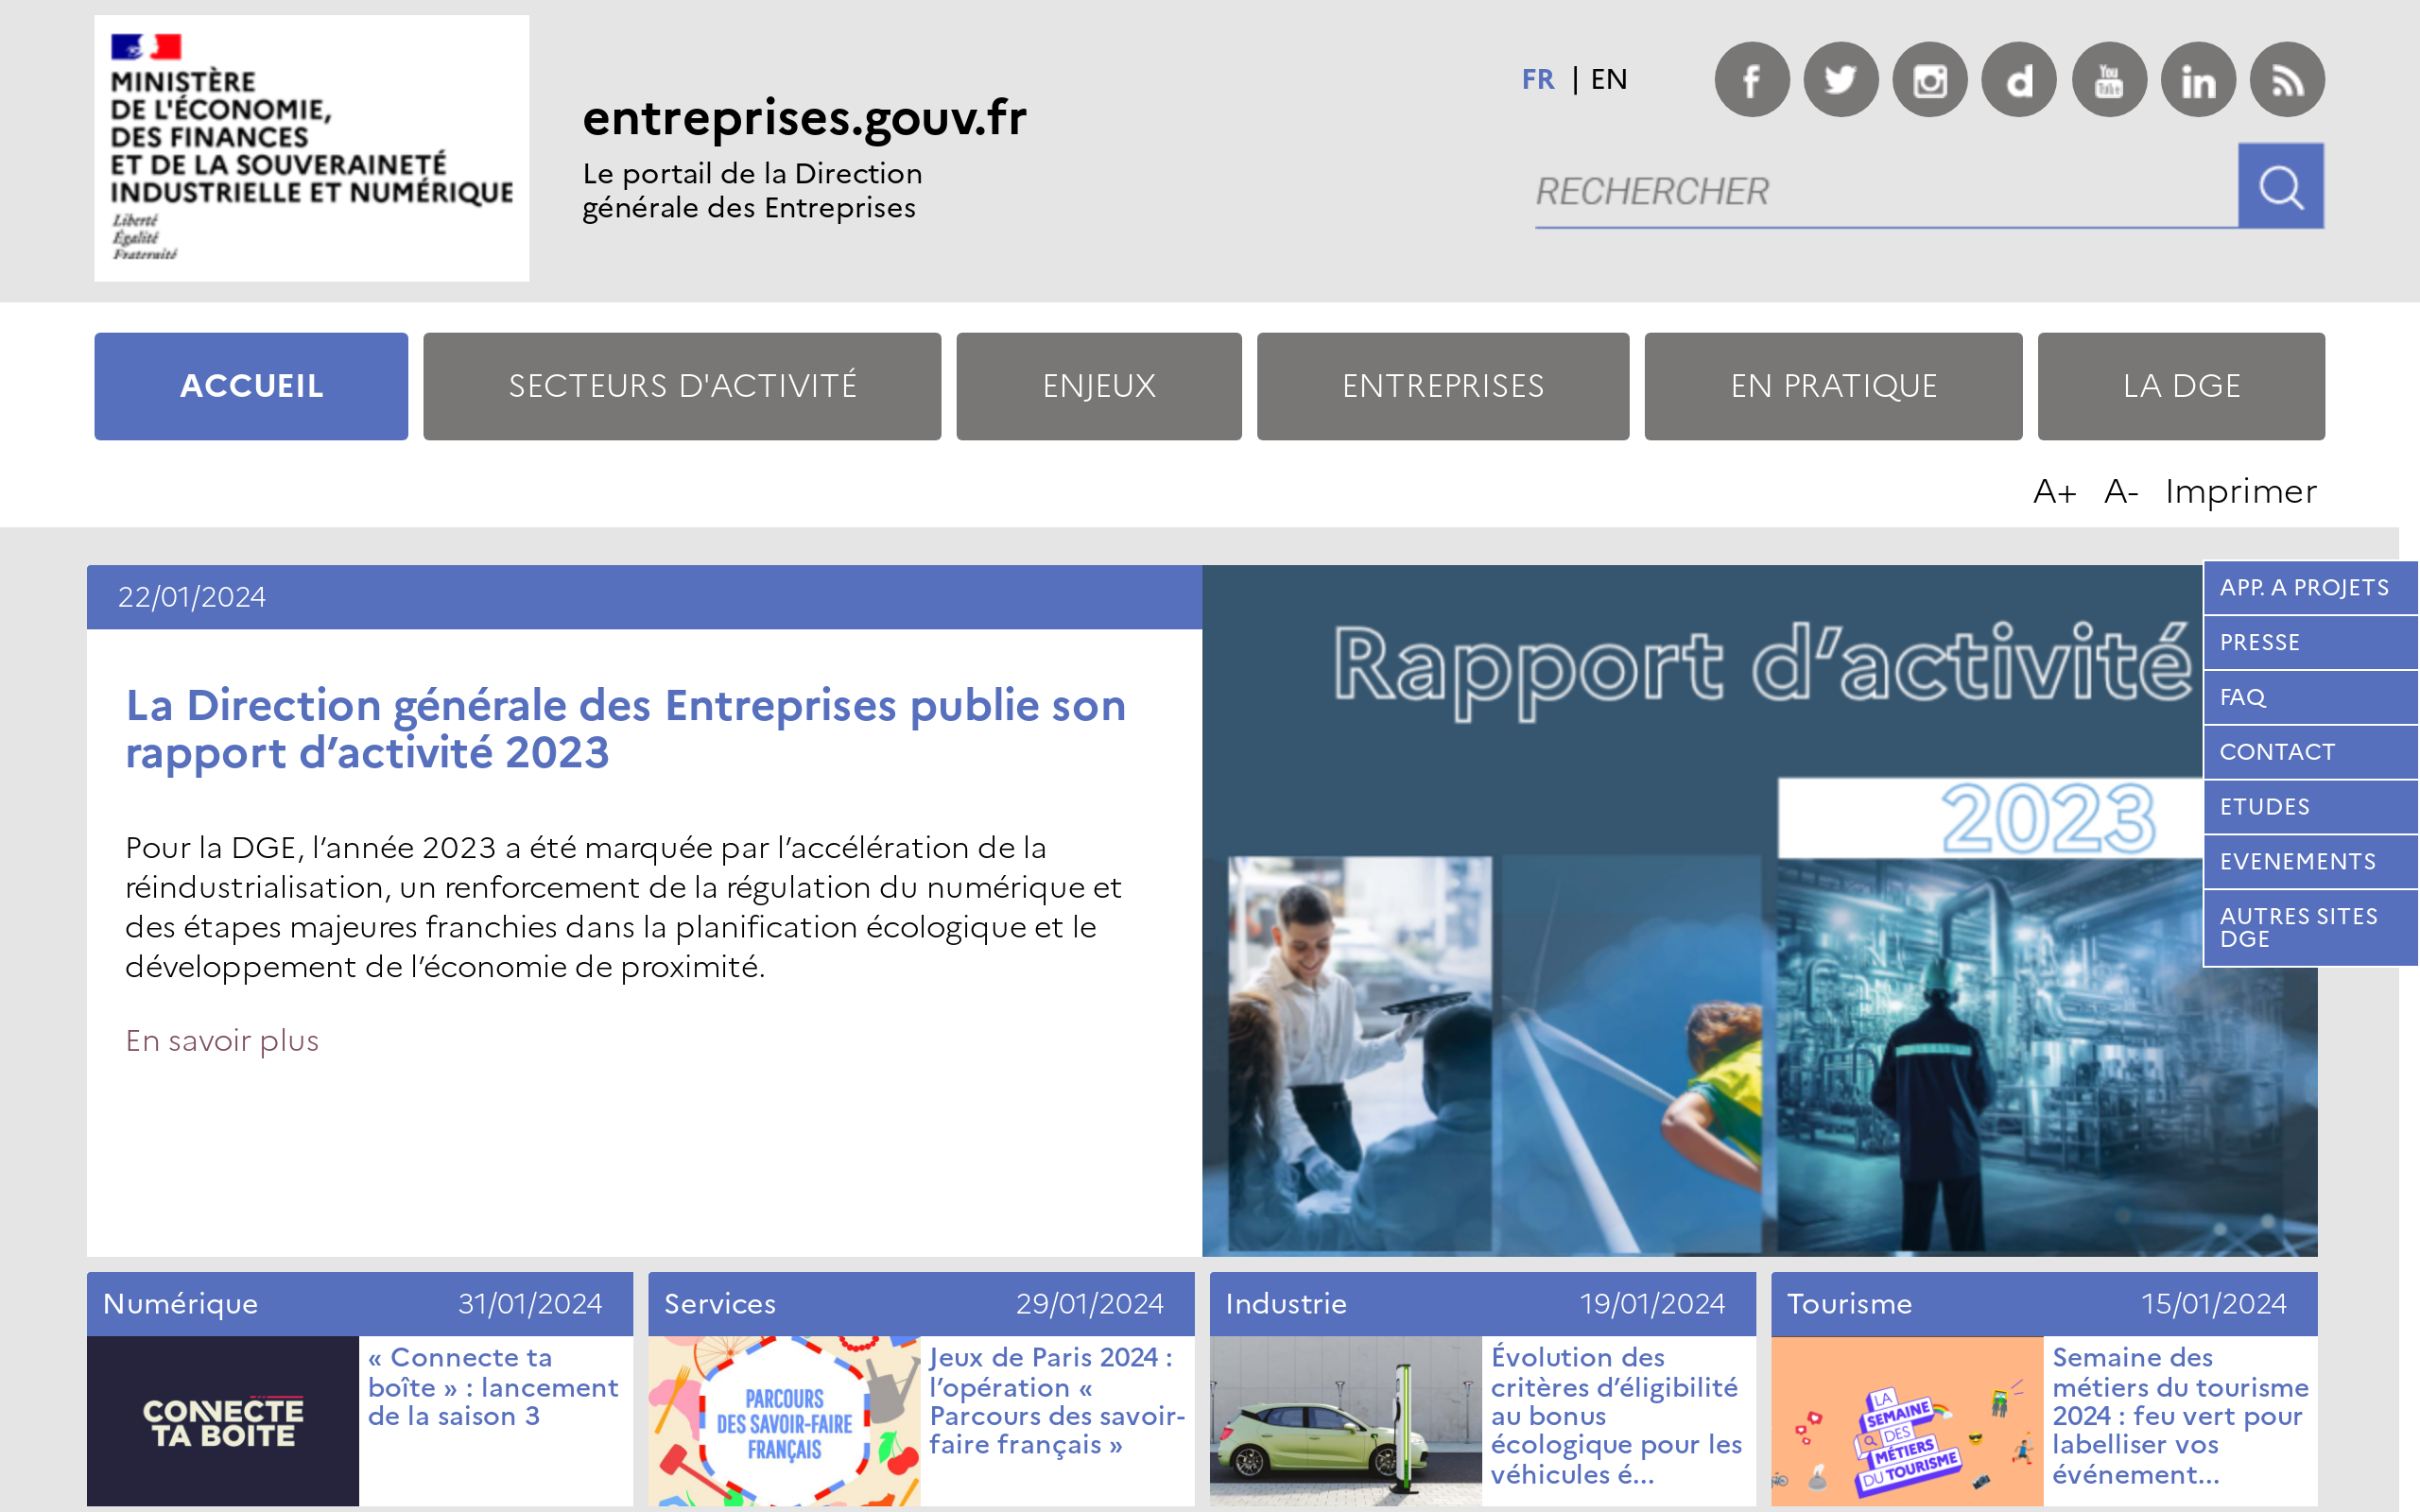 MINISTÈRE
DE L'ÉCONOMIE,
DES FINANCES
ET DE LA SOUVERAINETÉ
INDUSTRIELLE ET NUMÉRIQUE
Liberté
Égalité
Fraternité
entreprises.gouv.fr
Le portail de la Direction
générale des Entreprises
FR | EN
RECHERCHER
ACCUEIL
SECTEURS D'ACTIVITÉ
ENJEUX
ENTREPRISES
EN PRATIQUE
LA DGE
A+ A- Imprimer
22/01/2024
La Direction générale des Entreprises publie son
rapport d’activité 2023
Pour la DGE, l’année 2023 a été marquée par l’accélération de la
réindustrialisation, un renforcement de la régulation du numérique et
des étapes majeures franchies dans la planification écologique et le
développement de l’économie de proximité.
En savoir plus
Rapport d’activité
2023
APP. A PROJETS
PRESSE
FAQ
CONTACT
ETUDES
EVENEMENTS
AUTRES SITES
DGE
Numérique 31/01/2024
CONNECTE
TA BOITE
« Connecte ta
boîte » : lancement
de la saison 3
Services 29/01/2024
PARCOURS
DES SAVOIR-FAIRE
FRANÇAIS
Jeux de Paris 2024 :
l’opération «
Parcours des savoir-
faire français »
Industrie 19/01/2024
Évolution des
critères d’éligibilité
au bonus
écologique pour les
véhicules é...
Tourisme 15/01/2024
LA
SEMAINE
DES
MÉTIERS
DU TOURISME
Semaine des
métiers du tourisme
2024 : feu vert pour
labelliser vos
événement...